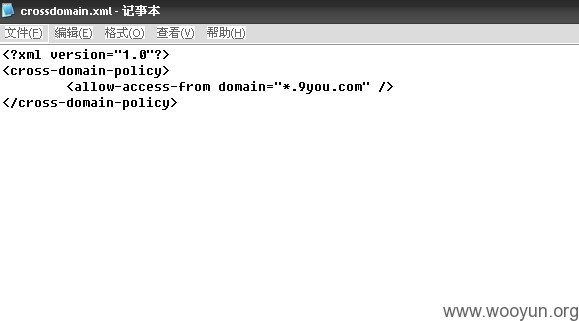 crossdomain.xml - 记事本
文件(F) 编辑(E) 格式(O) 查看(V) 帮助(H)
<?xml version="1.0"?>
<cross-domain-policy>
        <allow-access-from domain="*.9you.com" />
</cross-domain-policy>
www.wooyun.org